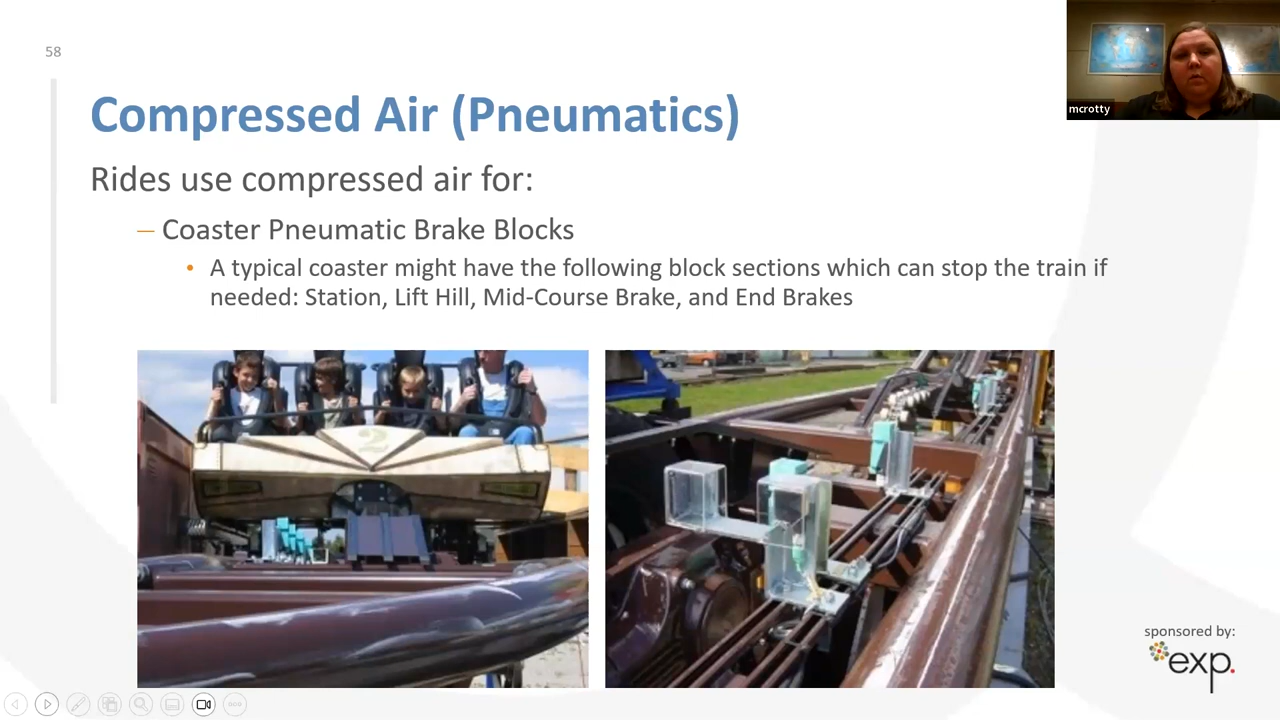 58
mcrotty
Compressed Air (Pneumatics)
Rides use compressed air for:
– Coaster Pneumatic Brake Blocks
• A typical coaster might have the following block sections which can stop the train if
needed: Station, Lift Hill, Mid-Course Brake, and End Brakes
2
sponsored by:
exp.